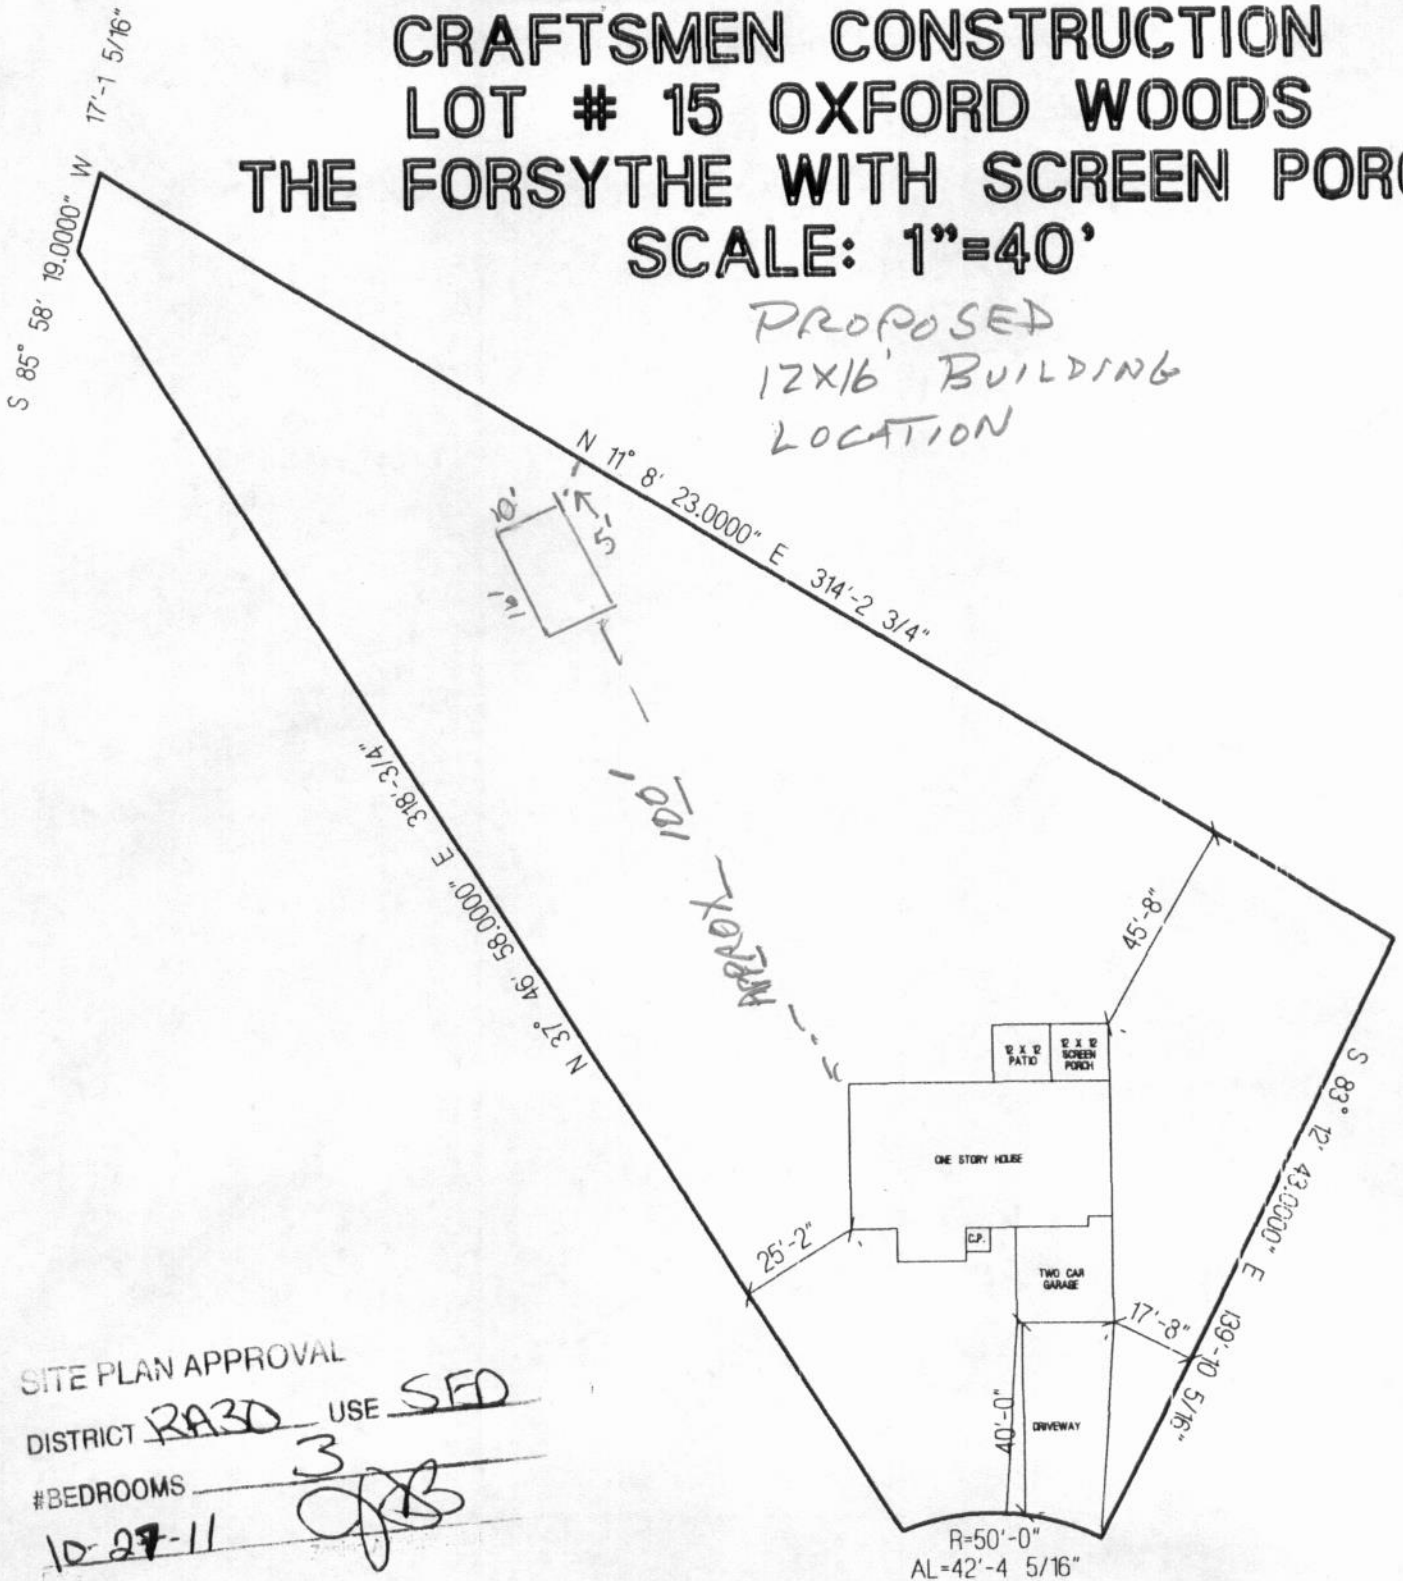 CRAFTSMEN CONSTRUCTION
LOT # 15 OXFORD WOODS
THE FORSYTHE WITH SCREEN PORC
SCALE: 1"=40'
PROPOSED
12X16' BUILDING
LOCATION
S 85° 58' 19.0000" W 17'-1 5/16"
N 11° 8' 23.0000" E 314'-2 3/4"
5'
16'
N 37° 46' 58.0000" E 318'-3/4"
APPROX 100'
45'-8"
S 83° 12' 43.0000" E 139'-10 5/16"
12 X 12
PATIO
12 X 12
SCREEN
PORCH
ONE STORY HOUSE
C.P.
TWO CAR
GARAGE
25'-2"
17'-8"
40'-0"
DRIVEWAY
R=50'-0"
AL=42'-4 5/16"
SITE PLAN APPROVAL
DISTRICT RA30 USE SFD
#BEDROOMS 3
10-27-11